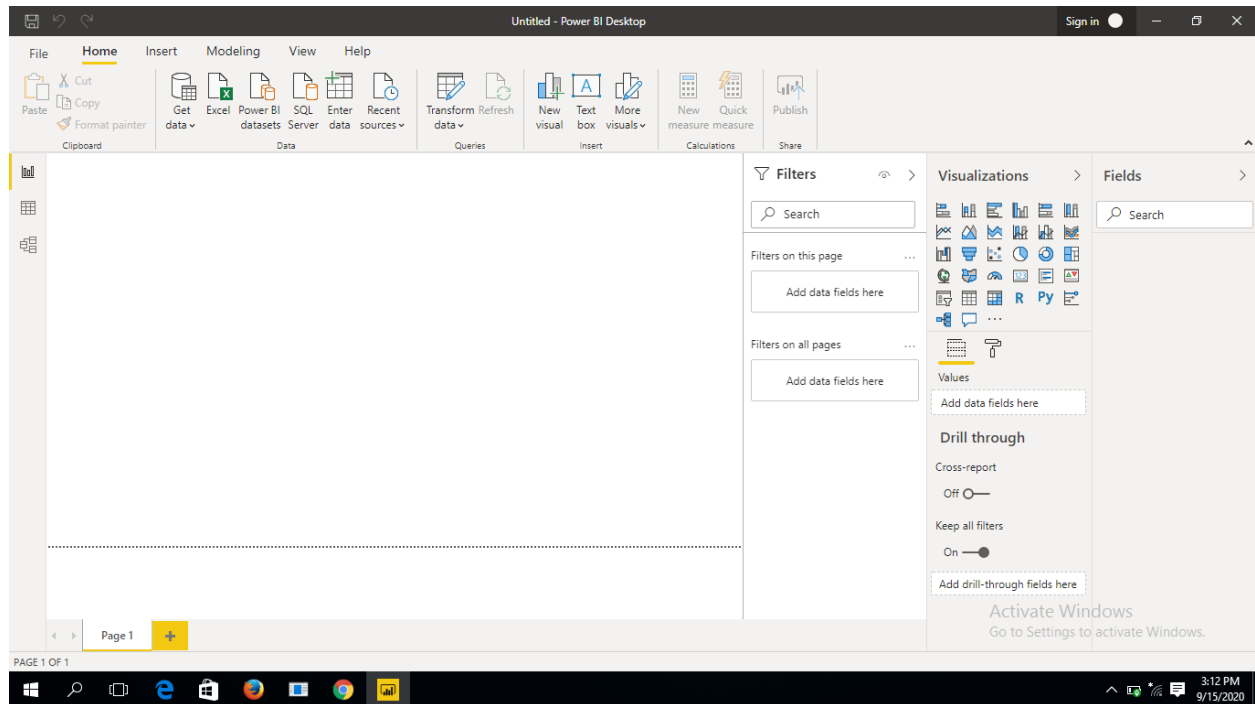 Untitled - Power BI Desktop
Sign in
File Home Insert Modeling View Help
Paste
Cut
Copy
Format painter
Clipboard
Get data
Excel
Power BI datasets
SQL Server
Enter data
Recent sources
Data
Transform data
Refresh
Queries
New visual
Text box
More visuals
Insert
New measure
Quick measure
Calculations
Publish
Share
Filters
Search
Filters on this page
Add data fields here
Filters on all pages
Add data fields here
Visualizations
R Py
123
Values
Add data fields here
Drill through
Cross-report
Off
Keep all filters
On
Add drill-through fields here
Fields
Search
Activate Windows
Go to Settings to activate Windows.
Page 1
PAGE 1 OF 1
3:12 PM
9/15/2020